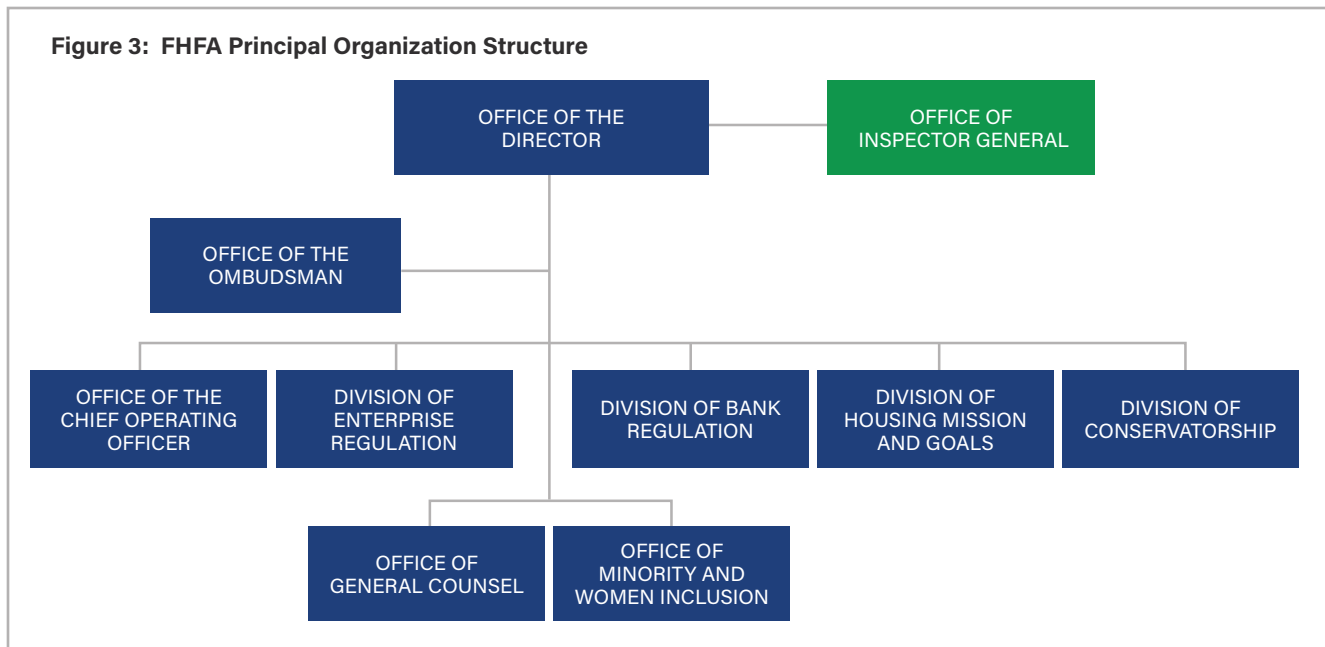 Figure 3: FHFA Principal Organization Structure
OFFICE OF THE
DIRECTOR
OFFICE OF
INSPECTOR GENERAL
OFFICE OF THE
OMBUDSMAN
OFFICE OF THE
CHIEF OPERATING
OFFICER
DIVISION OF
ENTERPRISE
REGULATION
DIVISION OF BANK
REGULATION
DIVISION OF
HOUSING MISSION
AND GOALS
DIVISION OF
CONSERVATORSHIP
OFFICE OF
GENERAL COUNSEL
OFFICE OF
MINORITY AND
WOMEN INCLUSION